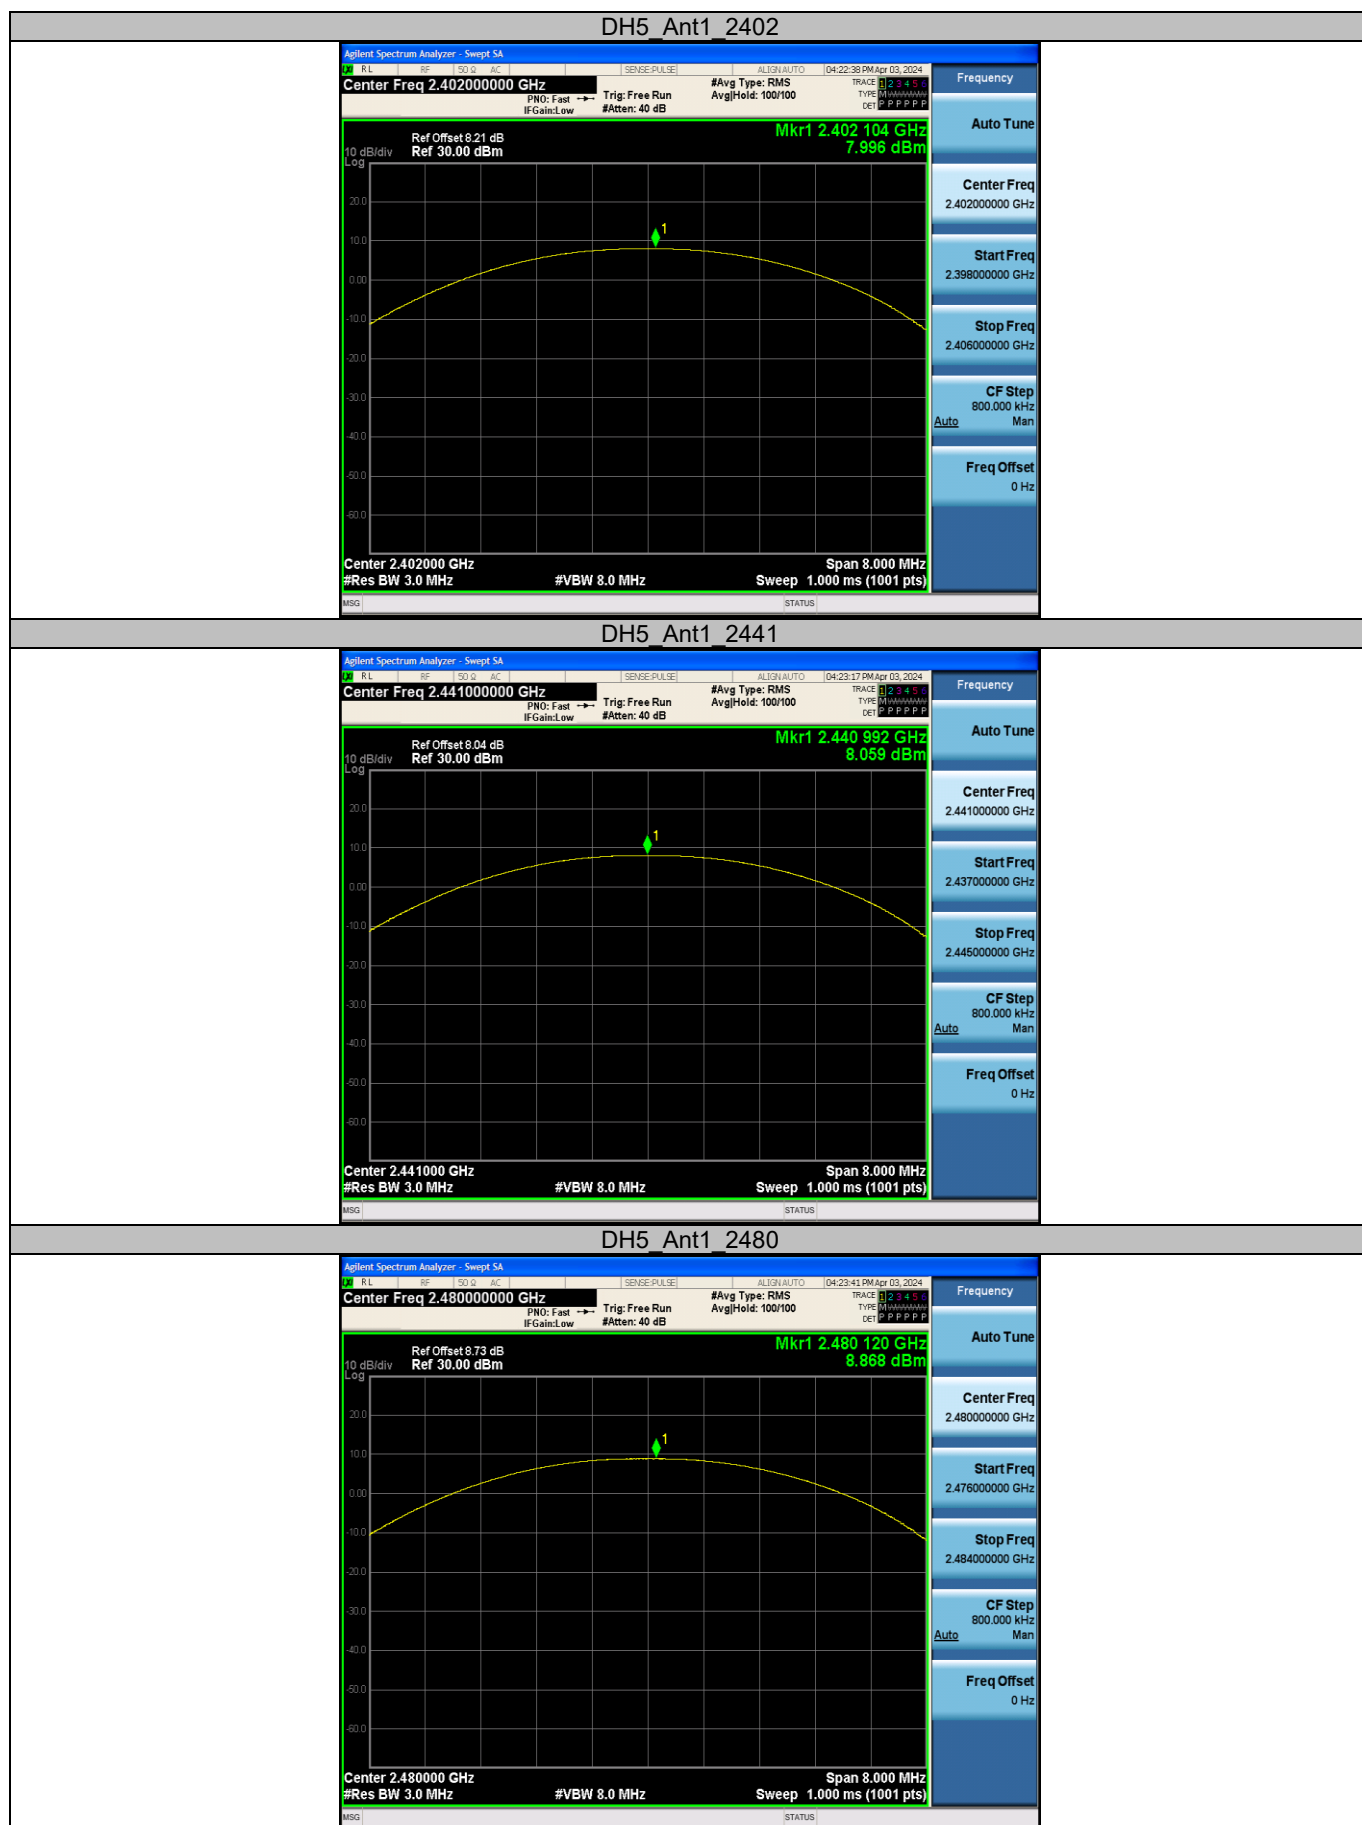 DH5_Ant1_2402
Agilent Spectrum Analyzer - Swept SA
RL RF 50 Ω AC SENSE:PULSE ALIGN AUTO 04:22:38 PM Apr 03, 2024
Center Freq 2.402000000 GHz
PNO: Fast
IFGain:Low
Trig: Free Run
#Atten: 40 dB
#Avg Type: RMS
Avg|Hold: 100/100
TRACE 1 2 3 4 5 6
TYPE M
DET P P P P P P
Ref Offset 8.21 dB
10 dB/div Ref 30.00 dBm
Log
Mkr1 2.402 104 GHz
7.996 dBm
20.0
1
10.0
0.00
-10.0
-20.0
-30.0
-40.0
-50.0
-60.0
Center 2.402000 GHz Span 8.000 MHz
#Res BW 3.0 MHz #VBW 8.0 MHz Sweep 1.000 ms (1001 pts)
MSG STATUS
Frequency
Auto Tune
Center Freq
2.402000000 GHz
Start Freq
2.398000000 GHz
Stop Freq
2.406000000 GHz
CF Step
800.000 kHz
Auto Man
Freq Offset
0 Hz
DH5_Ant1_2441
Agilent Spectrum Analyzer - Swept SA
RL RF 50 Ω AC SENSE:PULSE ALIGN AUTO 04:23:17 PM Apr 03, 2024
Center Freq 2.441000000 GHz
PNO: Fast
IFGain:Low
Trig: Free Run
#Atten: 40 dB
#Avg Type: RMS
Avg|Hold: 100/100
TRACE 1 2 3 4 5 6
TYPE M
DET P P P P P P
Ref Offset 8.04 dB
10 dB/div Ref 30.00 dBm
Log
Mkr1 2.440 992 GHz
8.059 dBm
20.0
1
10.0
0.00
-10.0
-20.0
-30.0
-40.0
-50.0
-60.0
Center 2.441000 GHz Span 8.000 MHz
#Res BW 3.0 MHz #VBW 8.0 MHz Sweep 1.000 ms (1001 pts)
MSG STATUS
Frequency
Auto Tune
Center Freq
2.441000000 GHz
Start Freq
2.437000000 GHz
Stop Freq
2.445000000 GHz
CF Step
800.000 kHz
Auto Man
Freq Offset
0 Hz
DH5_Ant1_2480
Agilent Spectrum Analyzer - Swept SA
RL RF 50 Ω AC SENSE:PULSE ALIGN AUTO 04:23:41 PM Apr 03, 2024
Center Freq 2.480000000 GHz
PNO: Fast
IFGain:Low
Trig: Free Run
#Atten: 40 dB
#Avg Type: RMS
Avg|Hold: 100/100
TRACE 1 2 3 4 5 6
TYPE M
DET P P P P P P
Ref Offset 8.73 dB
10 dB/div Ref 30.00 dBm
Log
Mkr1 2.480 120 GHz
8.868 dBm
20.0
1
10.0
0.00
-10.0
-20.0
-30.0
-40.0
-50.0
-60.0
Center 2.480000 GHz Span 8.000 MHz
#Res BW 3.0 MHz #VBW 8.0 MHz Sweep 1.000 ms (1001 pts)
MSG STATUS
Frequency
Auto Tune
Center Freq
2.480000000 GHz
Start Freq
2.476000000 GHz
Stop Freq
2.484000000 GHz
CF Step
800.000 kHz
Auto Man
Freq Offset
0 Hz